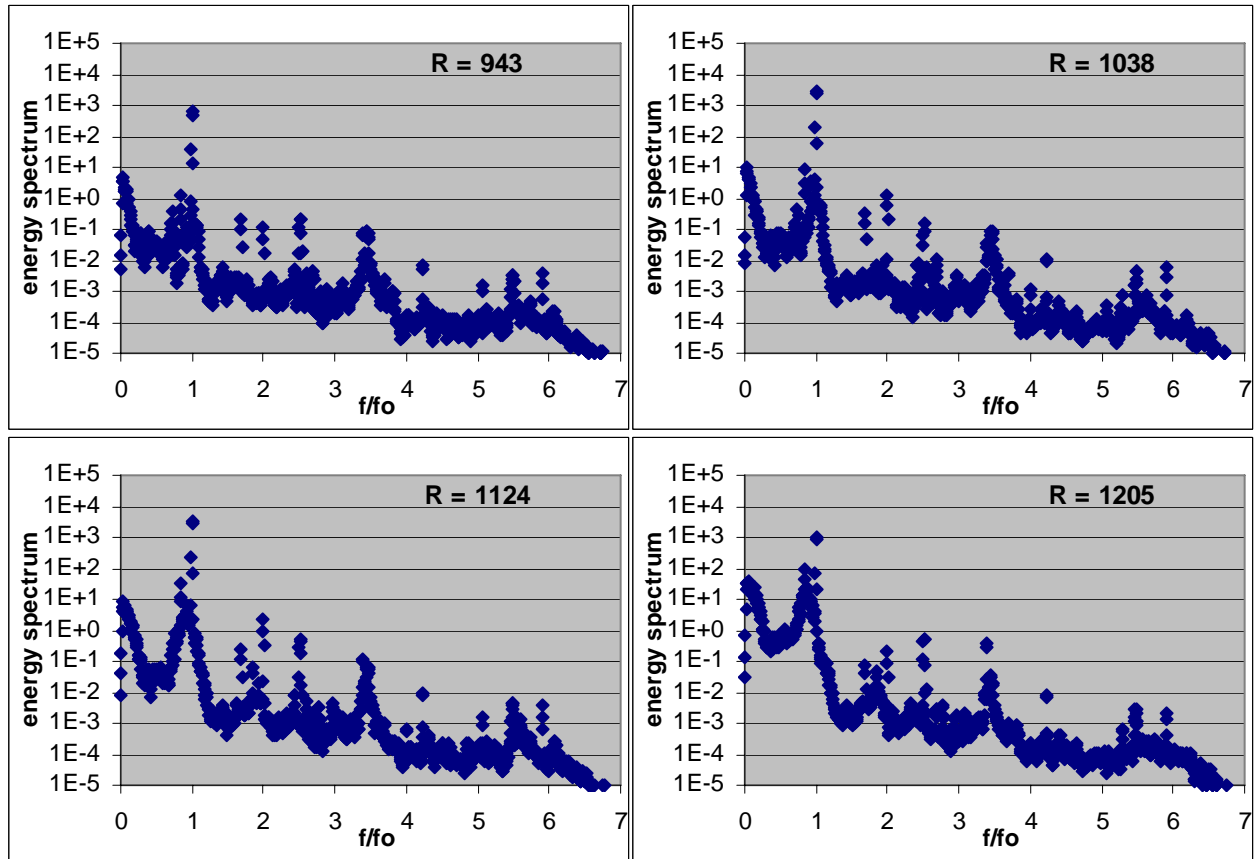 R = 943
energy spectrum
1E+5
1E+4
1E+3
1E+2
1E+1
1E+0
1E-1
1E-2
1E-3
1E-4
1E-5
0 1 2 3 4 5 6 7
f/fo
R = 1038
energy spectrum
1E+5
1E+4
1E+3
1E+2
1E+1
1E+0
1E-1
1E-2
1E-3
1E-4
1E-5
0 1 2 3 4 5 6 7
f/fo
R = 1124
energy spectrum
1E+5
1E+4
1E+3
1E+2
1E+1
1E+0
1E-1
1E-2
1E-3
1E-4
1E-5
0 1 2 3 4 5 6 7
f/fo
R = 1205
energy spectrum
1E+5
1E+4
1E+3
1E+2
1E+1
1E+0
1E-1
1E-2
1E-3
1E-4
1E-5
0 1 2 3 4 5 6 7
f/fo